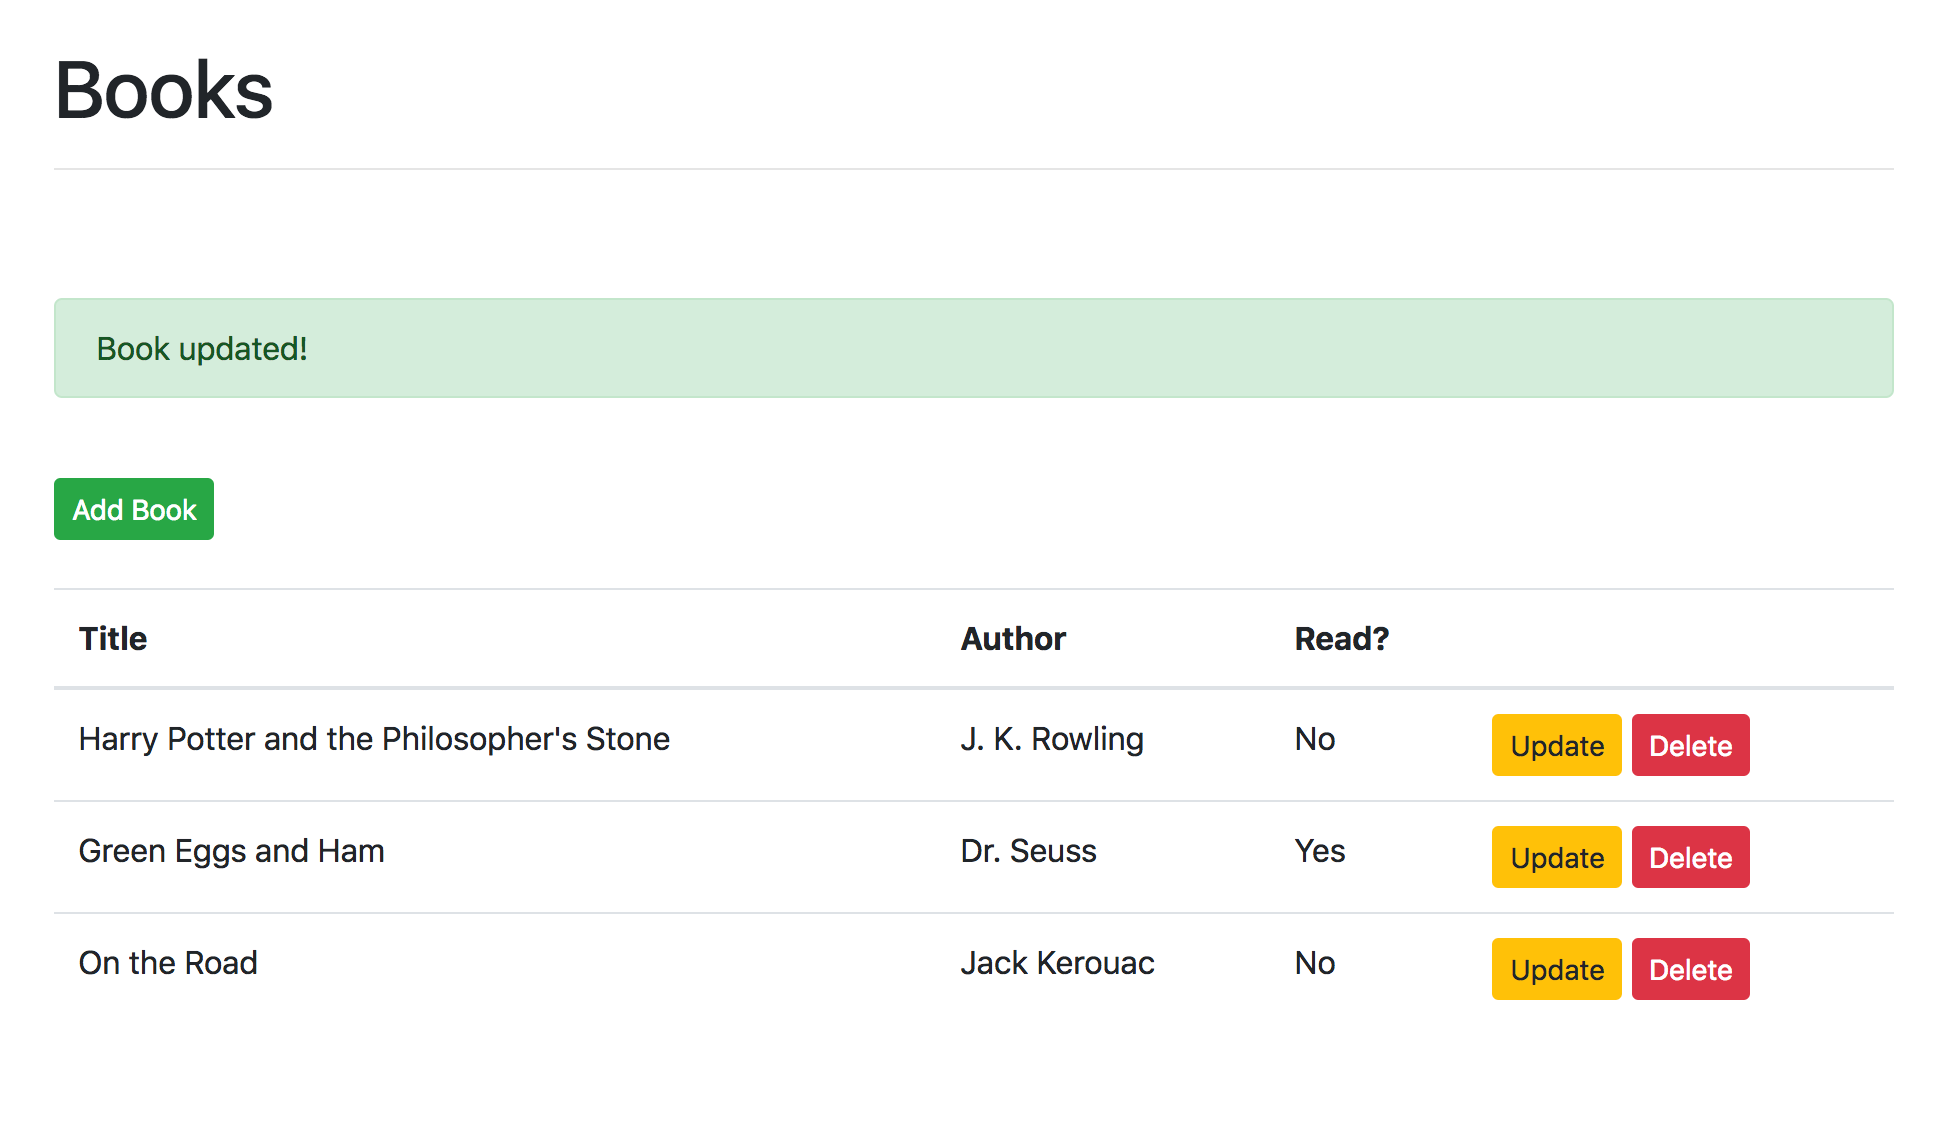 Books
Book updated!
Add Book
Title Author Read?
Harry Potter and the Philosopher's Stone J. K. Rowling No Update Delete
Green Eggs and Ham Dr. Seuss Yes Update Delete
On the Road Jack Kerouac No Update Delete